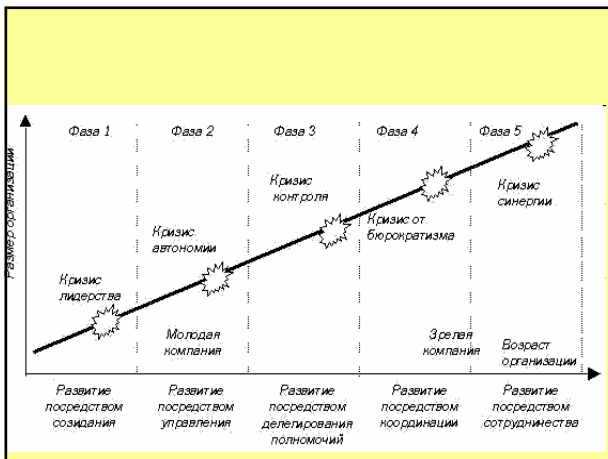 Фаза 1
Фаза 2
Фаза 3
Фаза 4
Фаза 5
Размер организации
Кризис
лидерства
Кризис
автономии
Кризис
контроля
Кризис от
бюрократизма
Кризис
синергии
Молодая
компания
Зрелая
компания
Возраст
организации
Развитие
посредством
созидания
Развитие
посредством
управления
Развитие
посредством
делегирования
полномочий
Развитие
посредством
координации
Развитие
посредством
сотрудничества